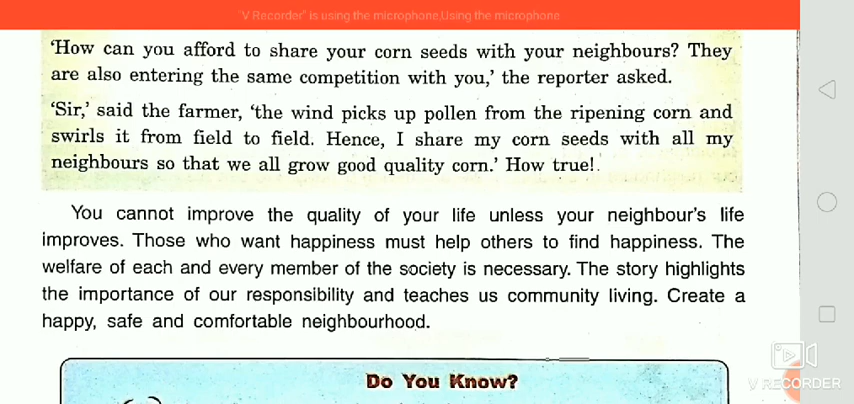 "V Recorder" is using the microphone,Using the microphone
'How can you afford to share your corn seeds with your neighbours? They
are also entering the same competition with you,' the reporter asked.
'Sir,' said the farmer, 'the wind picks up pollen from the ripening corn and
swirls it from field to field. Hence, I share my corn seeds with all my
neighbours so that we all grow good quality corn.' How true!
You cannot improve the quality of your life unless your neighbour's life
improves. Those who want happiness must help others to find happiness. The
welfare of each and every member of the society is necessary. The story highlights
the importance of our responsibility and teaches us community living. Create a
happy, safe and comfortable neighbourhood.
Do You Know?
V RECORDER